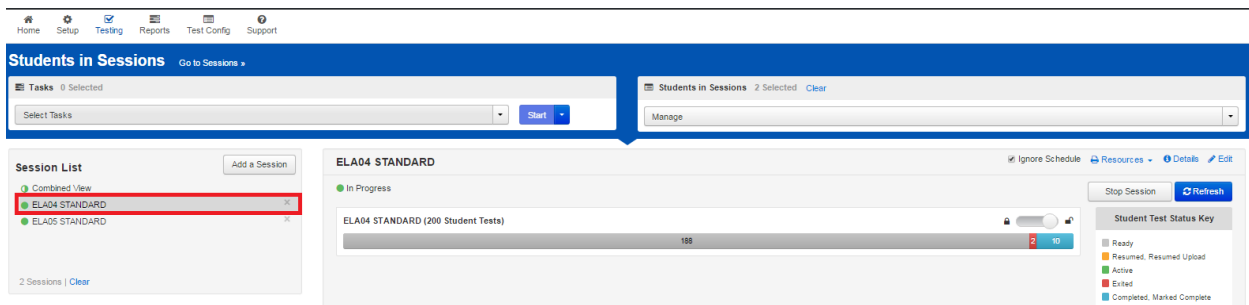 Home Setup Testing Reports Test Config Support
Students in Sessions Go to Sessions »
Tasks 0 Selected
Select Tasks Start
Students in Sessions 2 Selected Clear
Manage
Session List Add a Session
Combined View
ELA04 STANDARD
ELA05 STANDARD
2 Sessions | Clear
ELA04 STANDARD Ignore Schedule Resources Details Edit
In Progress Stop Session Refresh
ELA04 STANDARD (200 Student Tests)
188 2 10
Student Test Status Key
Ready
Resumed, Resumed Upload
Active
Exited
Completed, Marked Complete